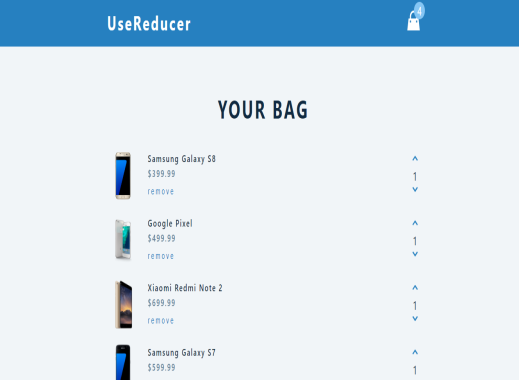 UseReducer
4
YOUR BAG
Samsung Galaxy S8
$399.99
remove
1
Google Pixel
$499.99
remove
1
Xiaomi Redmi Note 2
$699.99
remove
1
Samsung Galaxy S7
$599.99
1